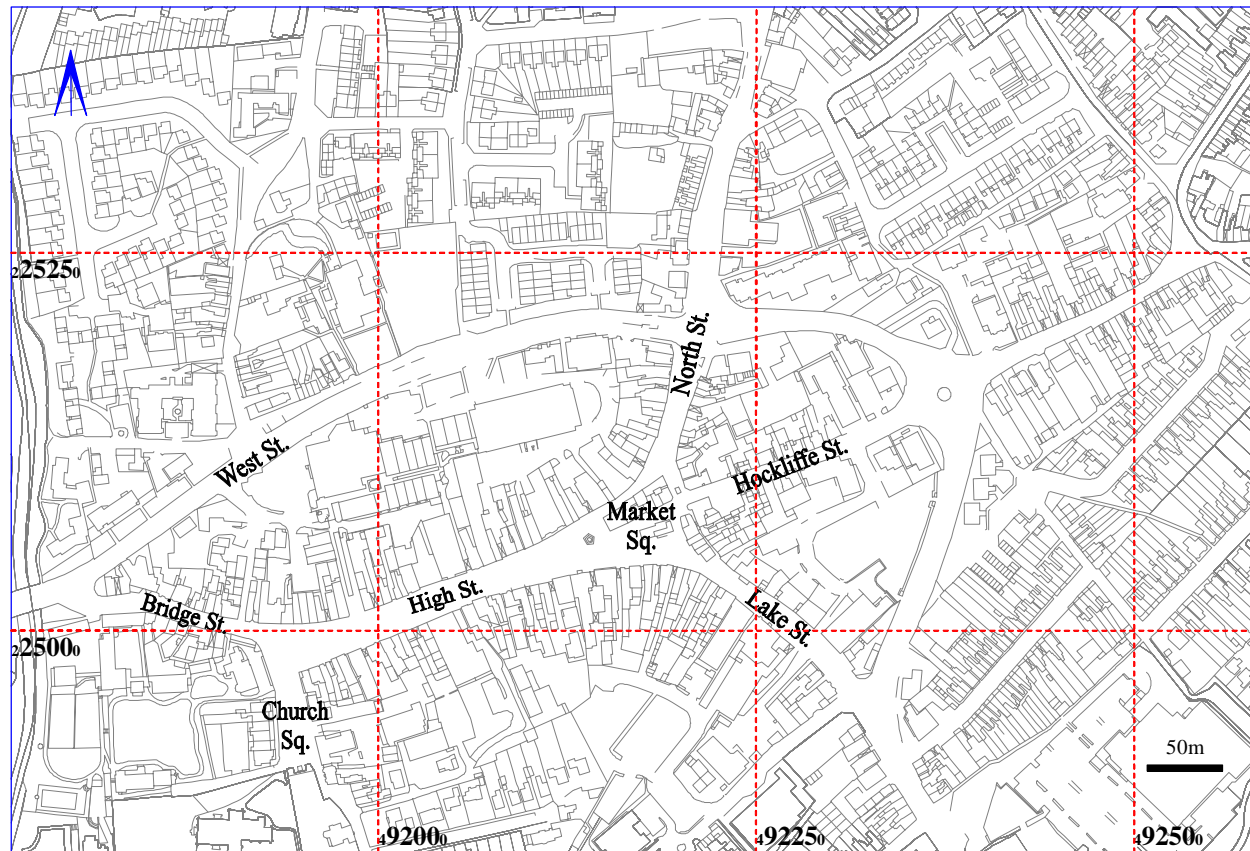 225250
North St.
West St.
Hockliffe St.
Market
Sq.
High St.
Bridge St.
Lake St.
225000
Church
Sq.
50m
492000
492250
492500